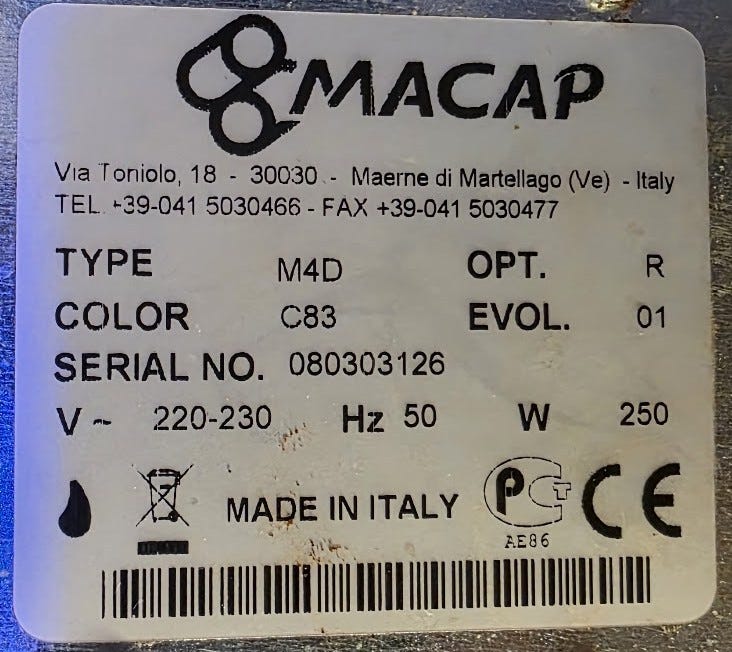 MACAP
Via Toniolo, 18 - 30030 - Maerne di Martellago (Ve) - Italy
TEL. +39-041 5030466 - FAX +39-041 5030477
TYPE M4D OPT. R
COLOR C83 EVOL. 01
SERIAL NO. 080303126
V ~ 220-230 Hz 50 W 250
MADE IN ITALY PCT CE
AE86